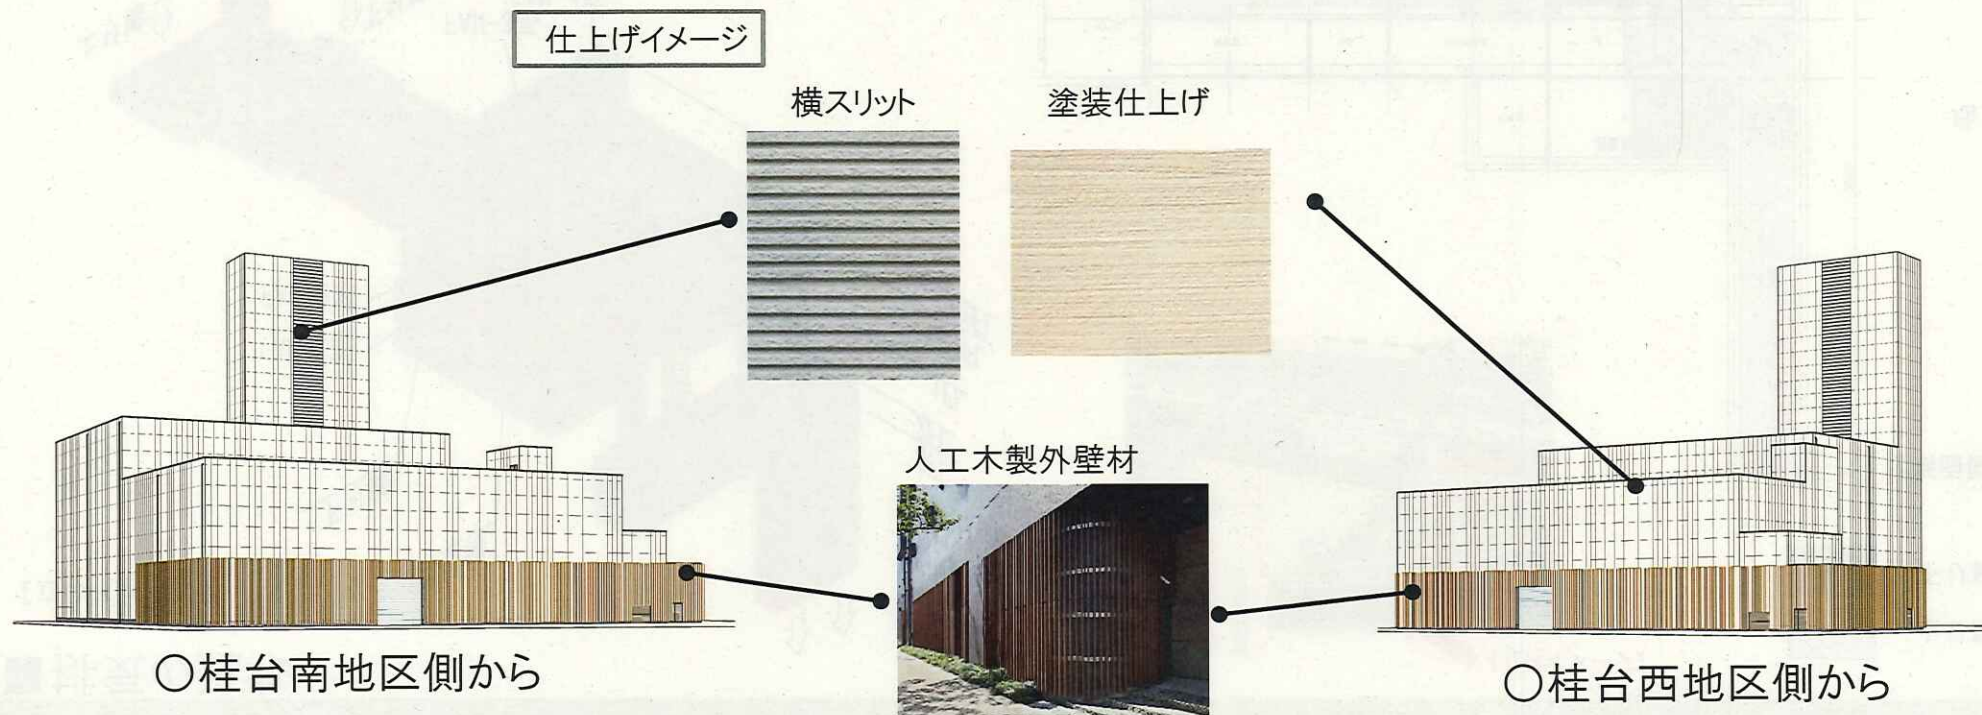 仕上げイメージ
横スリット
塗装仕上げ
人工木製外壁材
○桂台南地区側から
○桂台西地区側から